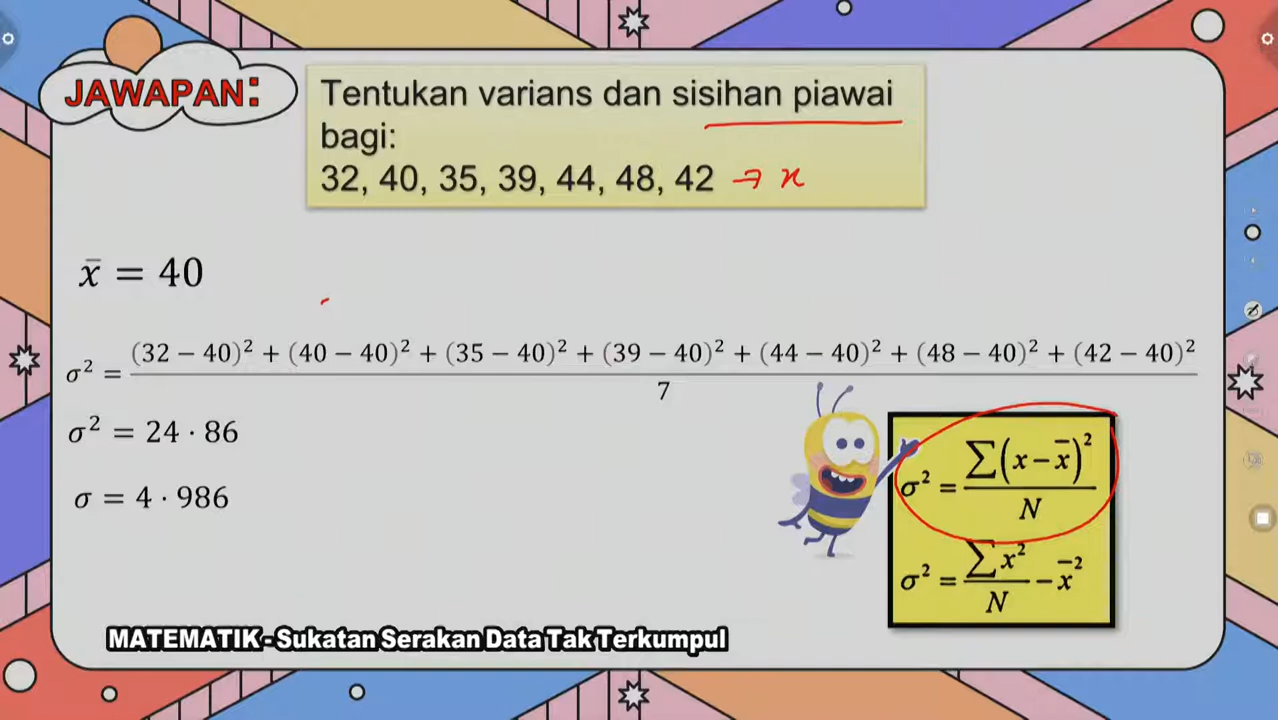 JAWAPAN:
Tentukan varians dan sisihan piawai
bagi:
32, 40, 35, 39, 44, 48, 42 → x
x̄ = 40
σ² = ((32 − 40)² + (40 − 40)² + (35 − 40)² + (39 − 40)² + (44 − 40)² + (48 − 40)² + (42 − 40)²) / 7
σ² = 24 · 86
σ = 4 · 986
σ² = ∑(x − x̄)² / N
σ² = ∑x² / N − x̄²
MATEMATIK - Sukatan Serakan Data Tak Terkumpul